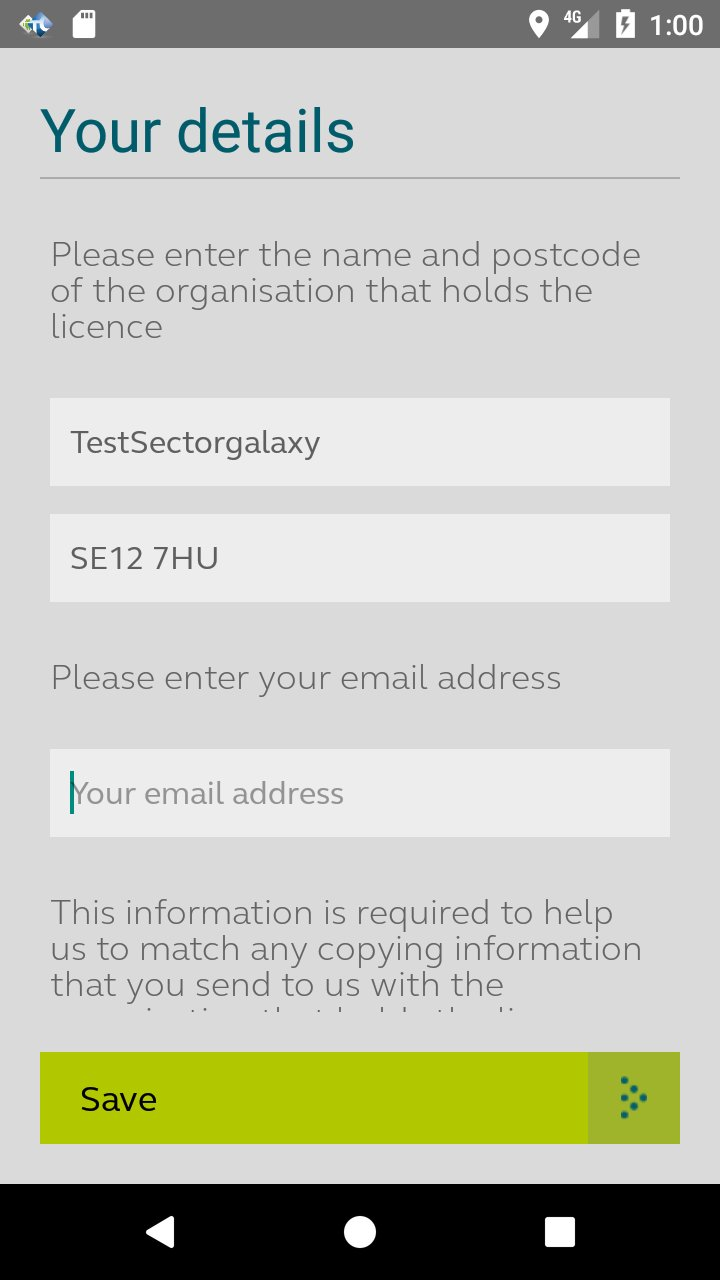 4G 1:00
Your details
Please enter the name and postcode
of the organisation that holds the
licence
TestSectorgalaxy
SE12 7HU
Please enter your email address
Your email address
This information is required to help
us to match any copying information
that you send to us with the
Save